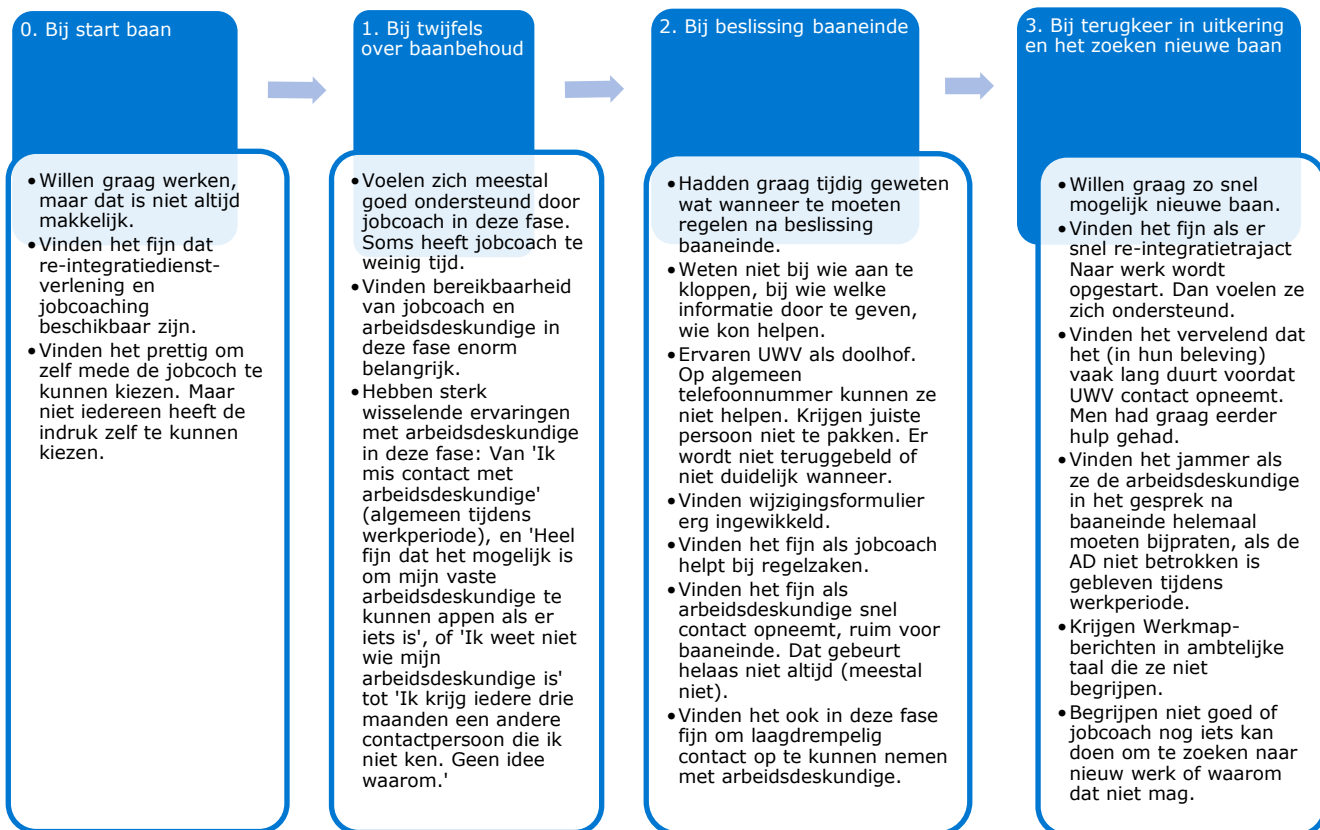 0. Bij start baan
• Willen graag werken,
maar dat is niet altijd
makkelijk.
• Vinden het fijn dat
re-integratiedienst-
verlening en
jobcoaching
beschikbaar zijn.
• Vinden het prettig om
zelf mede de jobcoch te
kunnen kiezen. Maar
niet iedereen heeft de
indruk zelf te kunnen
kiezen.
1. Bij twijfels
over baanbehoud
• Voelen zich meestal
goed ondersteund door
jobcoach in deze fase.
Soms heeft jobcoach te
weinig tijd.
• Vinden bereikbaarheid
van jobcoach en
arbeidsdeskundige in
deze fase enorm
belangrijk.
• Hebben sterk
wisselende ervaringen
met arbeidsdeskundige
in deze fase: Van 'Ik
mis contact met
arbeidsdeskundige'
(algemeen tijdens
werkperiode), en 'Heel
fijn dat het mogelijk is
om mijn vaste
arbeidsdeskundige te
kunnen appen als er
iets is', of 'Ik weet niet
wie mijn
arbeidsdeskundige is'
tot 'Ik krijg iedere drie
maanden een andere
contactpersoon die ik
niet ken. Geen idee
waarom.'
2. Bij beslissing baaneinde
• Hadden graag tijdig geweten
wat wanneer te moeten
regelen na beslissing
baaneinde.
• Weten niet bij wie aan te
kloppen, bij wie welke
informatie door te geven,
wie kon helpen.
• Ervaren UWV als doolhof.
Op algemeen
telefoonnummer kunnen ze
niet helpen. Krijgen juiste
persoon niet te pakken. Er
wordt niet teruggebeld of
niet duidelijk wanneer.
• Vinden wijzigingsformulier
erg ingewikkeld.
• Vinden het fijn als jobcoach
helpt bij regelzaken.
• Vinden het fijn als
arbeidsdeskundige snel
contact opneemt, ruim voor
baaneinde. Dat gebeurt
helaas niet altijd (meestal
niet).
• Vinden het ook in deze fase
fijn om laagdrempelig
contact op te kunnen nemen
met arbeidsdeskundige.
3. Bij terugkeer in uitkering
en het zoeken nieuwe baan
• Willen graag zo snel
mogelijk nieuwe baan.
• Vinden het fijn als er
snel re-integratietraject
Naar werk wordt
opgestart. Dan voelen ze
zich ondersteund.
• Vinden het vervelend dat
het (in hun beleving)
vaak lang duurt voordat
UWV contact opneemt.
Men had graag eerder
hulp gehad.
• Vinden het jammer als
ze de arbeidsdeskundige
in het gesprek na
baaneinde helemaal
moeten bijpraten, als de
AD niet betrokken is
gebleven tijdens
werkperiode.
• Krijgen Werkmap-
berichten in ambtelijke
taal die ze niet
begrijpen.
• Begrijpen niet goed of
jobcoach nog iets kan
doen om te zoeken naar
nieuw werk of waarom
dat niet mag.